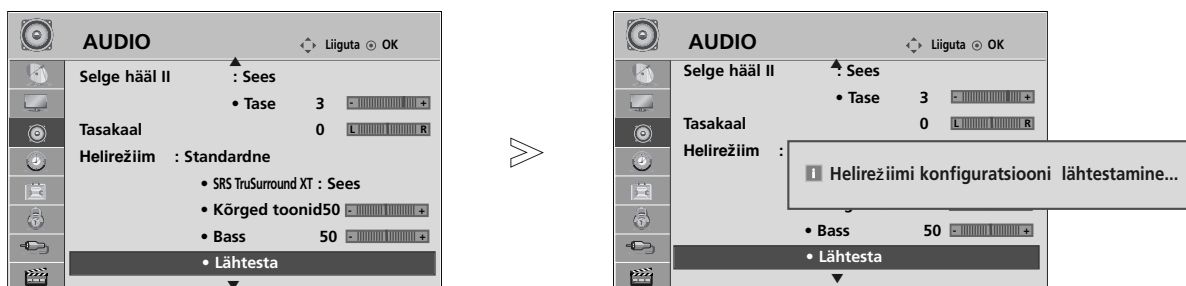 AUDIO
Liiguta OK
Selge hääl II : Sees
• Tase 3 - +
Tasakaal 0 L R
Helirežiim : Standardne
• SRS TruSurround XT : Sees
• Kõrged toonid50 - +
• Bass 50 - +
• Lähtesta
AUDIO
Liiguta OK
Selge hääl II : Sees
• Tase 3 - +
Tasakaal 0 L R
Helirežiim :
i Helirežiimi konfiguratsiooni lähtestamine...
• Bass 50 - +
• Lähtesta